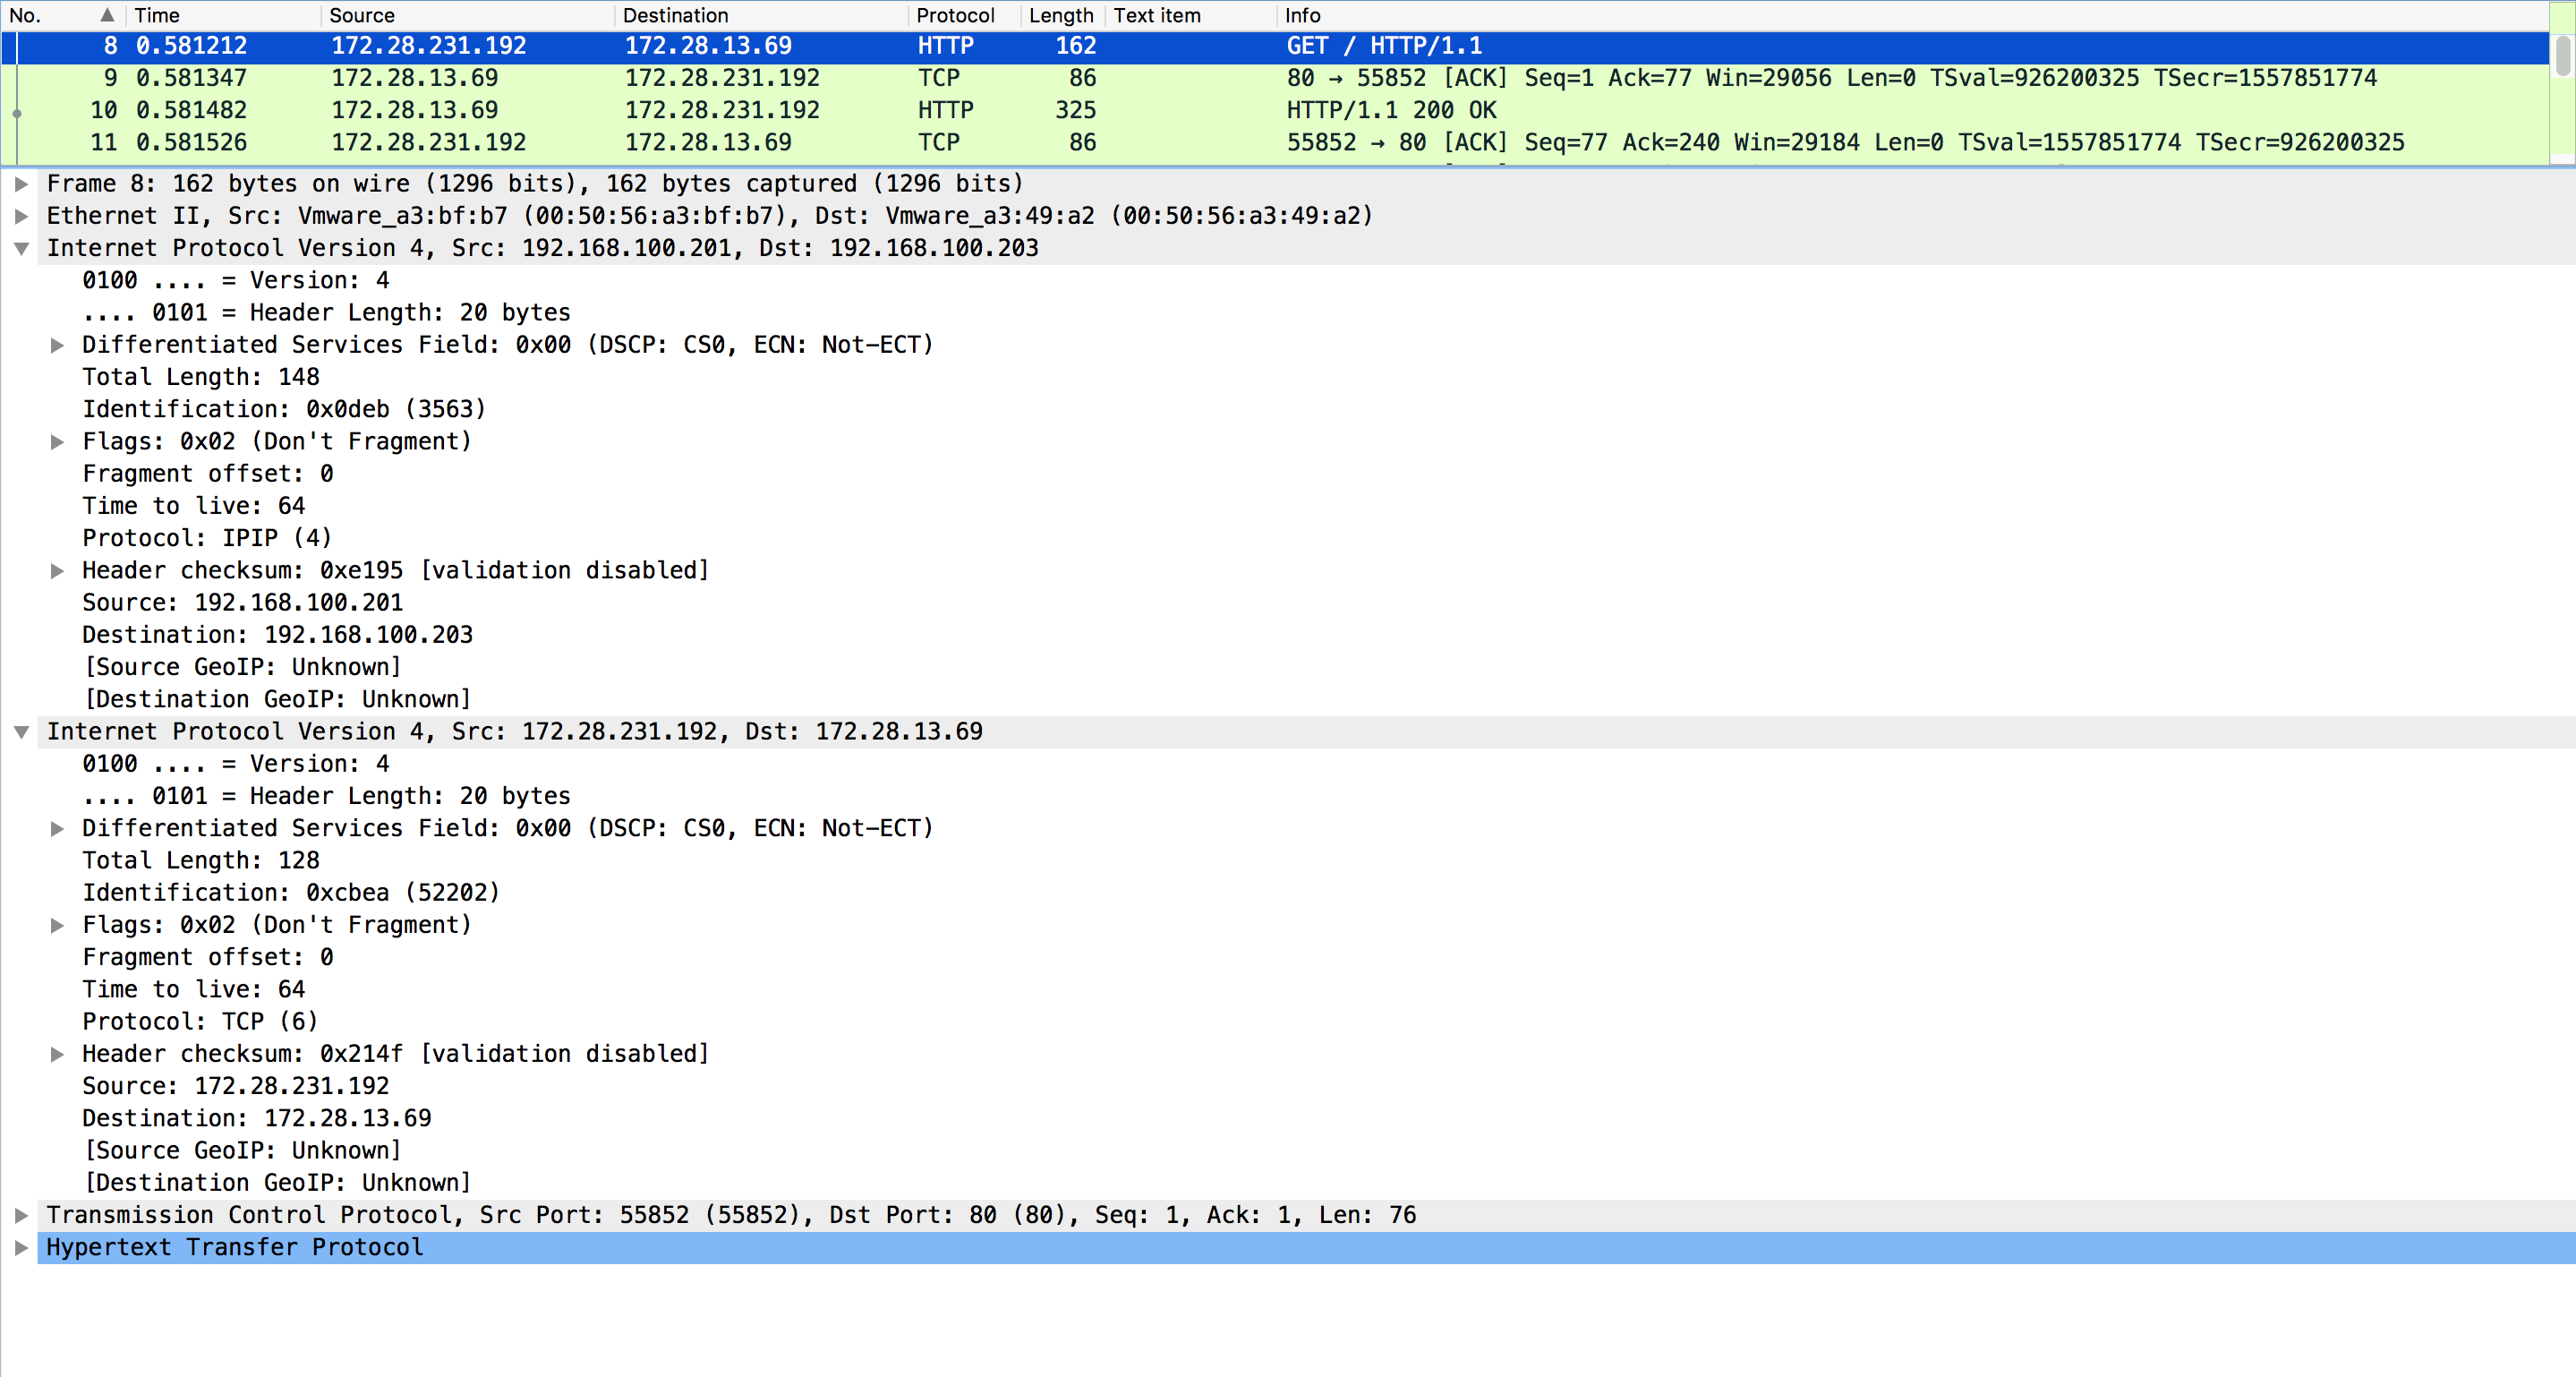 No. Time Source Destination Protocol Length Text item Info
8 0.581212 172.28.231.192 172.28.13.69 HTTP 162 GET / HTTP/1.1
9 0.581347 172.28.13.69 172.28.231.192 TCP 86 80 → 55852 [ACK] Seq=1 Ack=77 Win=29056 Len=0 TSval=926200325 TSecr=1557851774
10 0.581482 172.28.13.69 172.28.231.192 HTTP 325 HTTP/1.1 200 OK
11 0.581526 172.28.231.192 172.28.13.69 TCP 86 55852 → 80 [ACK] Seq=77 Ack=240 Win=29184 Len=0 TSval=1557851774 TSecr=926200325
Frame 8: 162 bytes on wire (1296 bits), 162 bytes captured (1296 bits)
Ethernet II, Src: Vmware_a3:bf:b7 (00:50:56:a3:bf:b7), Dst: Vmware_a3:49:a2 (00:50:56:a3:49:a2)
Internet Protocol Version 4, Src: 192.168.100.201, Dst: 192.168.100.203
0100 .... = Version: 4
.... 0101 = Header Length: 20 bytes
Differentiated Services Field: 0x00 (DSCP: CS0, ECN: Not-ECT)
Total Length: 148
Identification: 0x0deb (3563)
Flags: 0x02 (Don't Fragment)
Fragment offset: 0
Time to live: 64
Protocol: IPIP (4)
Header checksum: 0xe195 [validation disabled]
Source: 192.168.100.201
Destination: 192.168.100.203
[Source GeoIP: Unknown]
[Destination GeoIP: Unknown]
Internet Protocol Version 4, Src: 172.28.231.192, Dst: 172.28.13.69
0100 .... = Version: 4
.... 0101 = Header Length: 20 bytes
Differentiated Services Field: 0x00 (DSCP: CS0, ECN: Not-ECT)
Total Length: 128
Identification: 0xcbea (52202)
Flags: 0x02 (Don't Fragment)
Fragment offset: 0
Time to live: 64
Protocol: TCP (6)
Header checksum: 0x214f [validation disabled]
Source: 172.28.231.192
Destination: 172.28.13.69
[Source GeoIP: Unknown]
[Destination GeoIP: Unknown]
Transmission Control Protocol, Src Port: 55852 (55852), Dst Port: 80 (80), Seq: 1, Ack: 1, Len: 76
Hypertext Transfer Protocol